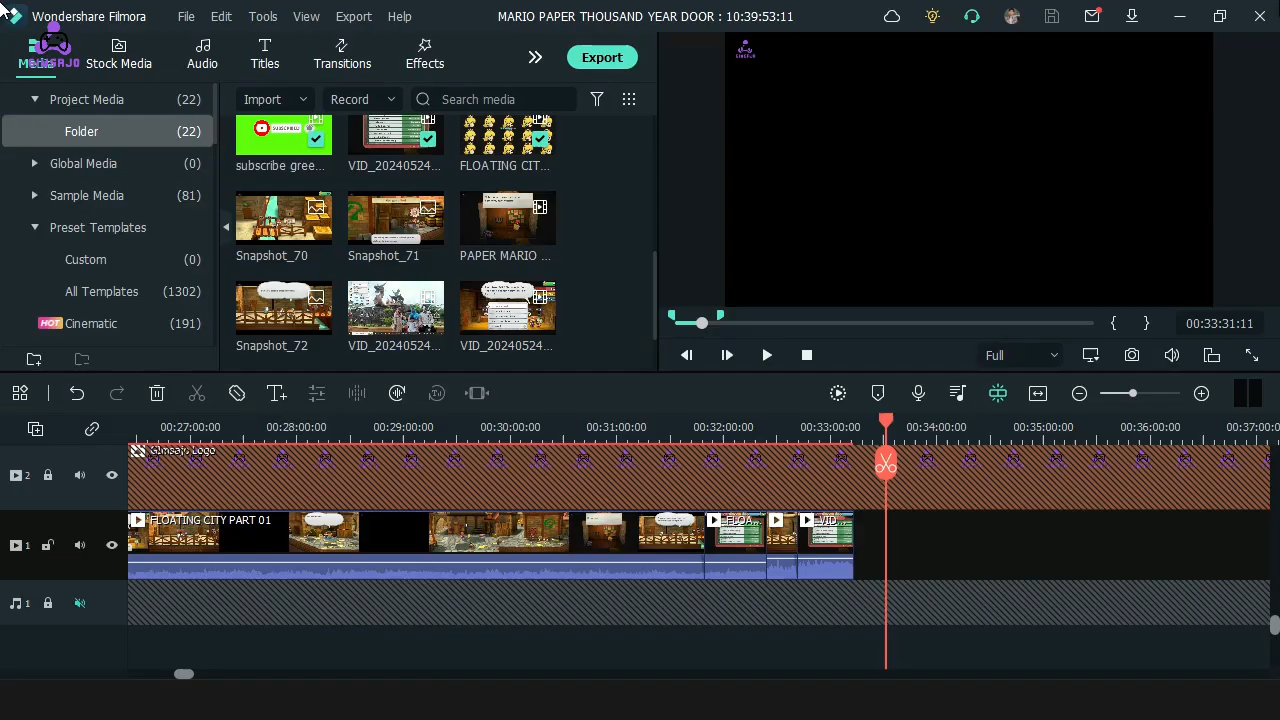 Wondershare Filmora
File
Edit
Tools
View
Export
Help
MARIO PAPER THOUSAND YEAR DOOR : 10:39:53:11
Media
Stock Media
Audio
Titles
Transitions
Effects
Export
GIMSAJO
GIMSAJO
Project Media (22)
Folder (22)
Global Media (0)
Sample Media (81)
Preset Templates
Custom (0)
All Templates (1302)
HOT Cinematic (191)
Import
Record
Search media
SUBSCRIBE
subscribe gree...
VID_20240524...
FLOATING CIT...
Snapshot_70
Snapshot_71
PAPER MARIO ...
Snapshot_72
VID_20240524...
VID_20240524...
{ }
00:33:31:11
Full
00:27:00:00
00:28:00:00
00:29:00:00
00:30:00:00
00:31:00:00
00:32:00:00
00:33:00:00
00:34:00:00
00:35:00:00
00:36:00:00
00:37:00:0
2
Gimsajo Logo
1
FLOATING CITY PART 01
FLOA...
VID...
1